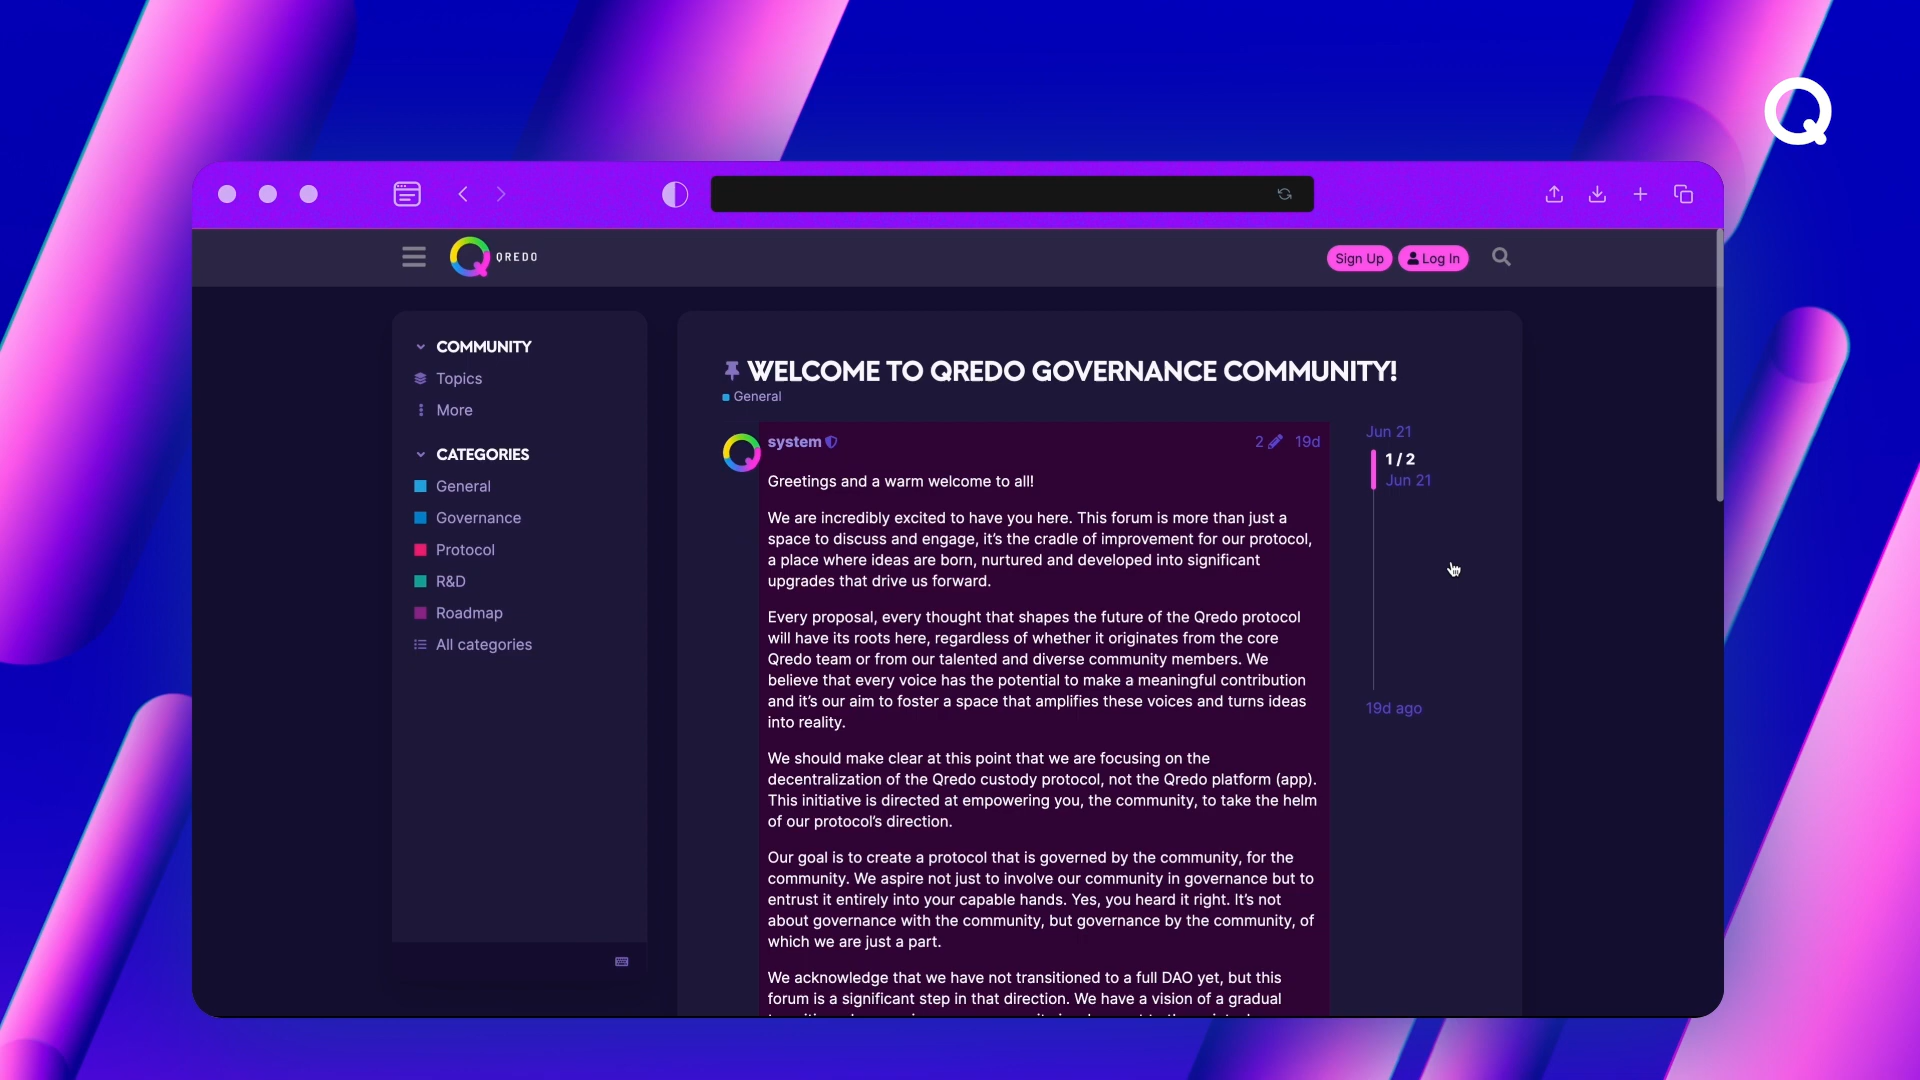 QREDO
Sign Up
Log In
COMMUNITY
Topics
More
CATEGORIES
General
Governance
Protocol
R&D
Roadmap
All categories
WELCOME TO QREDO GOVERNANCE COMMUNITY!
General
system
2
19d
Greetings and a warm welcome to all!
We are incredibly excited to have you here. This forum is more than just a
space to discuss and engage, it's the cradle of improvement for our protocol,
a place where ideas are born, nurtured and developed into significant
upgrades that drive us forward.
Every proposal, every thought that shapes the future of the Qredo protocol
will have its roots here, regardless of whether it originates from the core
Qredo team or from our talented and diverse community members. We
believe that every voice has the potential to make a meaningful contribution
and it's our aim to foster a space that amplifies these voices and turns ideas
into reality.
We should make clear at this point that we are focusing on the
decentralization of the Qredo custody protocol, not the Qredo platform (app).
This initiative is directed at empowering you, the community, to take the helm
of our protocol's direction.
Our goal is to create a protocol that is governed by the community, for the
community. We aspire not just to involve our community in governance but to
entrust it entirely into your capable hands. Yes, you heard it right. It's not
about governance with the community, but governance by the community, of
which we are just a part.
We acknowledge that we have not transitioned to a full DAO yet, but this
forum is a significant step in that direction. We have a vision of a gradual
Jun 21
1 / 2
Jun 21
19d ago